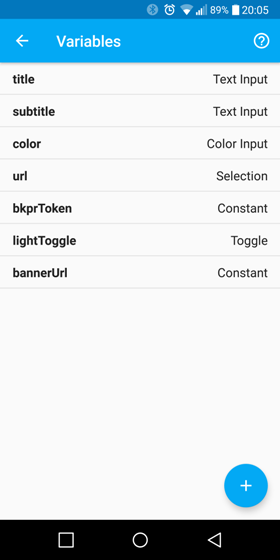 89% 20:05
Variables
title Text Input
subtitle Text Input
color Color Input
url Selection
bkprToken Constant
lightToggle Toggle
bannerUrl Constant